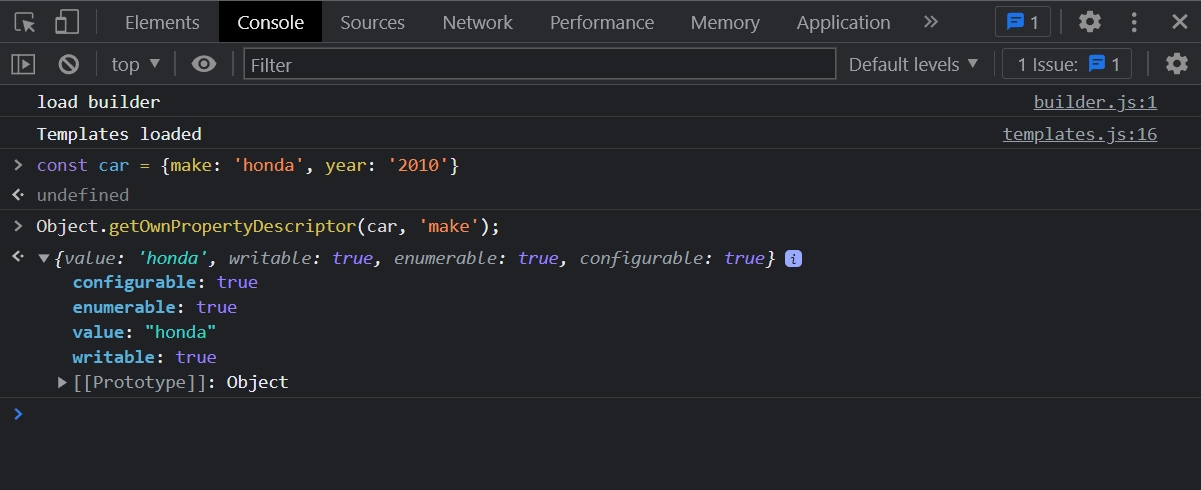 Elements Console Sources Network Performance Memory Application 1
top Filter Default levels 1 Issue: 1
load builder builder.js:1
Templates loaded templates.js:16
const car = {make: 'honda', year: '2010'}
undefined
Object.getOwnPropertyDescriptor(car, 'make');
{value: 'honda', writable: true, enumerable: true, configurable: true} i
configurable: true
enumerable: true
value: "honda"
writable: true
[[Prototype]]: Object